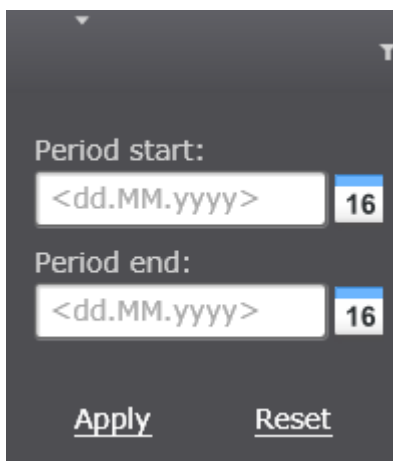 Period start:
<dd.MM.yyyy> 16
Period end:
<dd.MM.yyyy> 16
Apply Reset